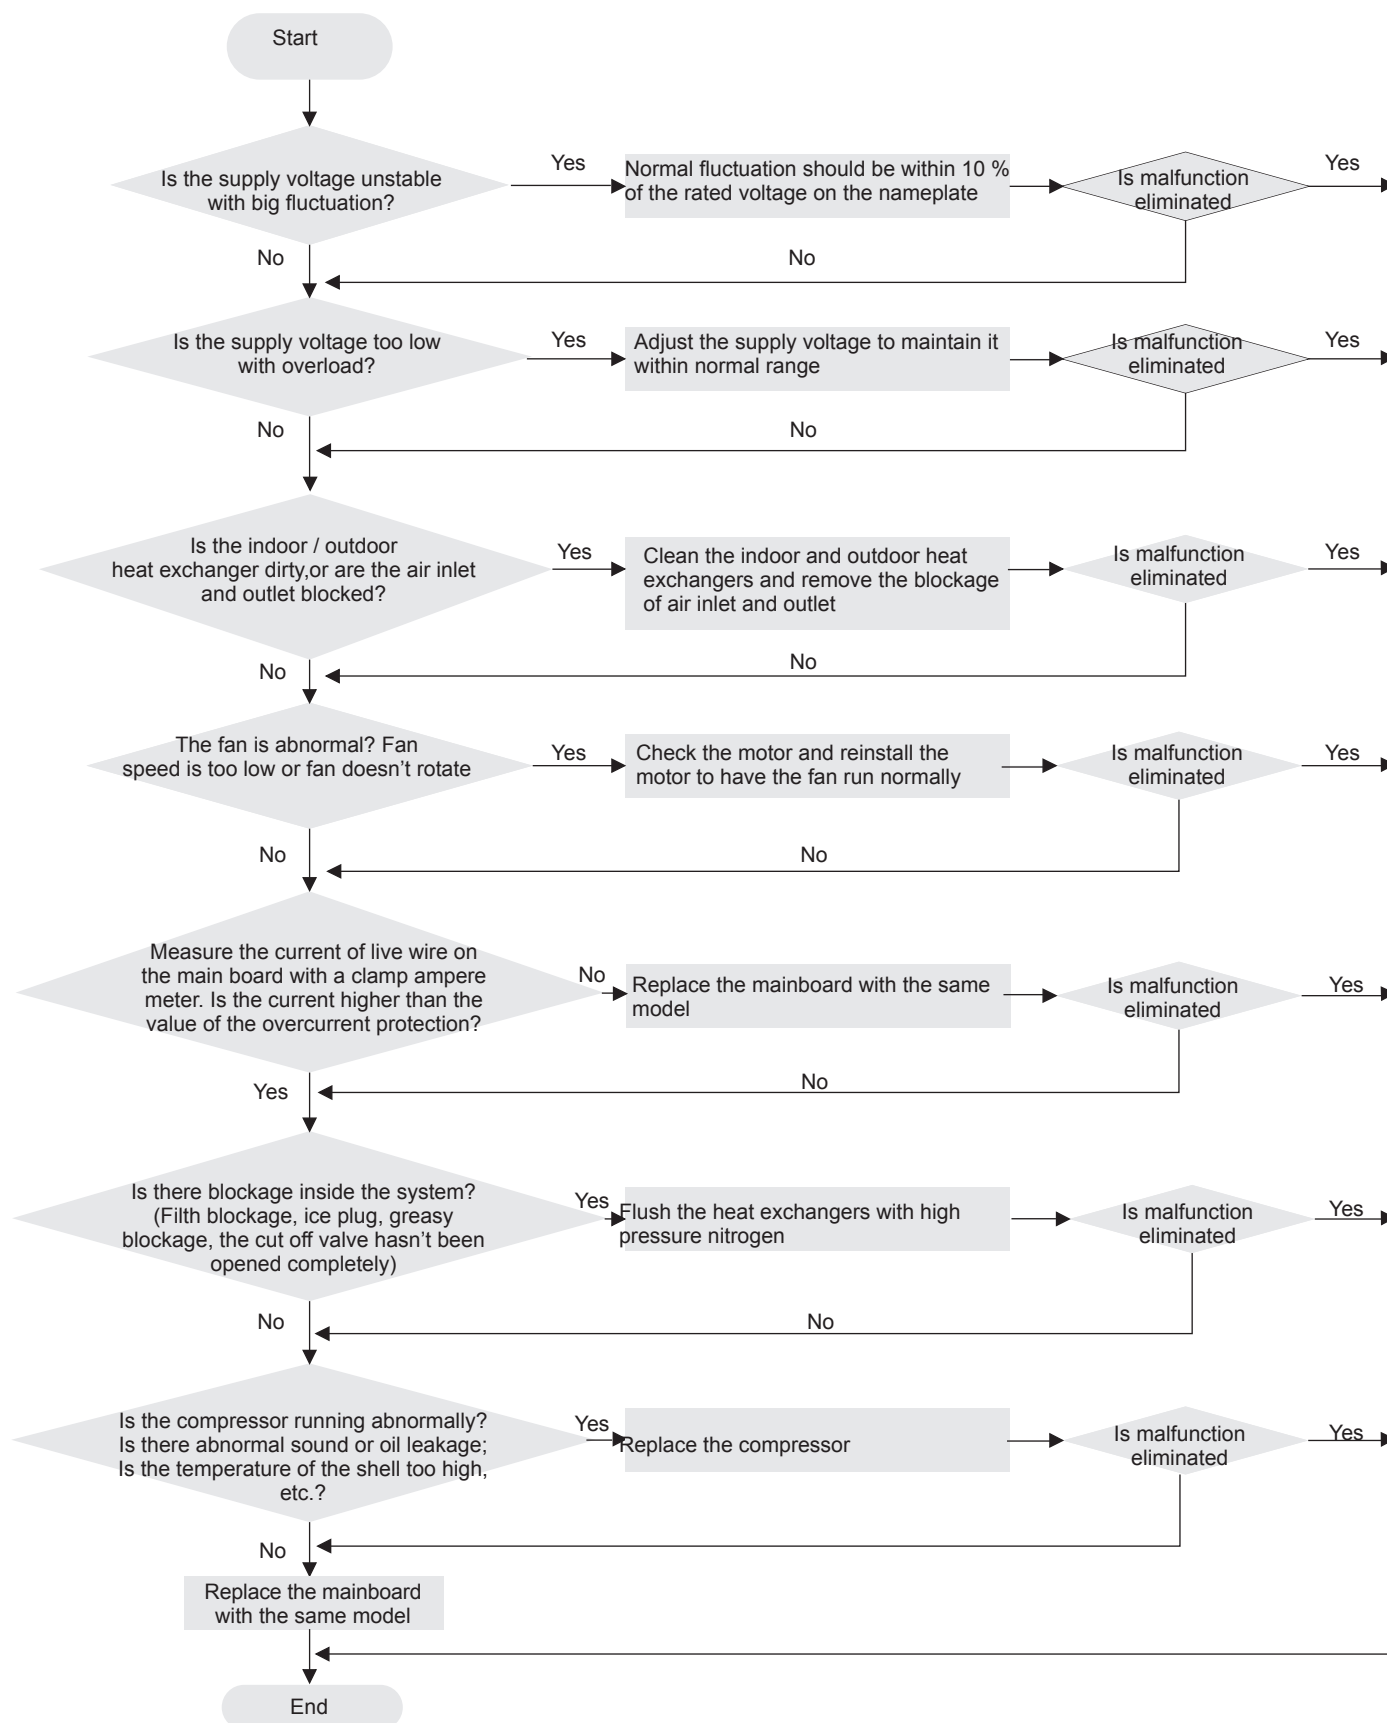 Start
Is the supply voltage unstable
with big fluctuation?
Yes
Normal fluctuation should be within 10 %
of the rated voltage on the nameplate
Is malfunction
eliminated
Yes
No
No
Is the supply voltage too low
with overload?
Yes
Adjust the supply voltage to maintain it
within normal range
Is malfunction
eliminated
Yes
No
No
Is the indoor / outdoor
heat exchanger dirty,or are the air inlet
and outlet blocked?
Yes
Clean the indoor and outdoor heat
exchangers and remove the blockage
of air inlet and outlet
Is malfunction
eliminated
Yes
No
No
The fan is abnormal? Fan
speed is too low or fan doesn’t rotate
Yes
Check the motor and reinstall the
motor to have the fan run normally
Is malfunction
eliminated
Yes
No
No
Measure the current of live wire on
the main board with a clamp ampere
meter. Is the current higher than the
value of the overcurrent protection?
No
Replace the mainboard with the same
model
Is malfunction
eliminated
Yes
No
Yes
Is there blockage inside the system?
(Filth blockage, ice plug, greasy
blockage, the cut off valve hasn’t been
opened completely)
Yes
Flush the heat exchangers with high
pressure nitrogen
Is malfunction
eliminated
Yes
No
No
Is the compressor running abnormally?
Is there abnormal sound or oil leakage;
Is the temperature of the shell too high,
etc.?
Yes
Replace the compressor
Is malfunction
eliminated
Yes
No
Replace the mainboard
with the same model
End